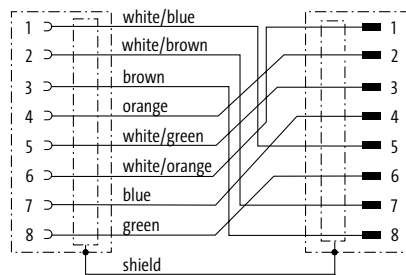 1 white/blue 1
2 white/brown 2
3 brown 3
4 orange 4
5 white/green 5
6 white/orange 6
7 blue 7
8 green 8
shield